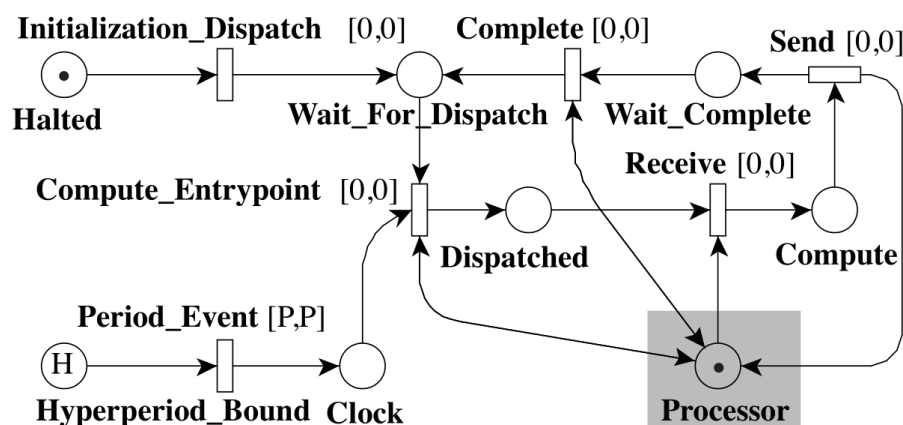 Initialization_Dispatch [0,0] Complete [0,0] Send [0,0]
Halted Wait_For_Dispatch Wait_Complete
Receive [0,0]
Compute_Entrypoint [0,0]
Dispatched Compute
Period_Event [P,P]
H
Hyperperiod_Bound Clock Processor